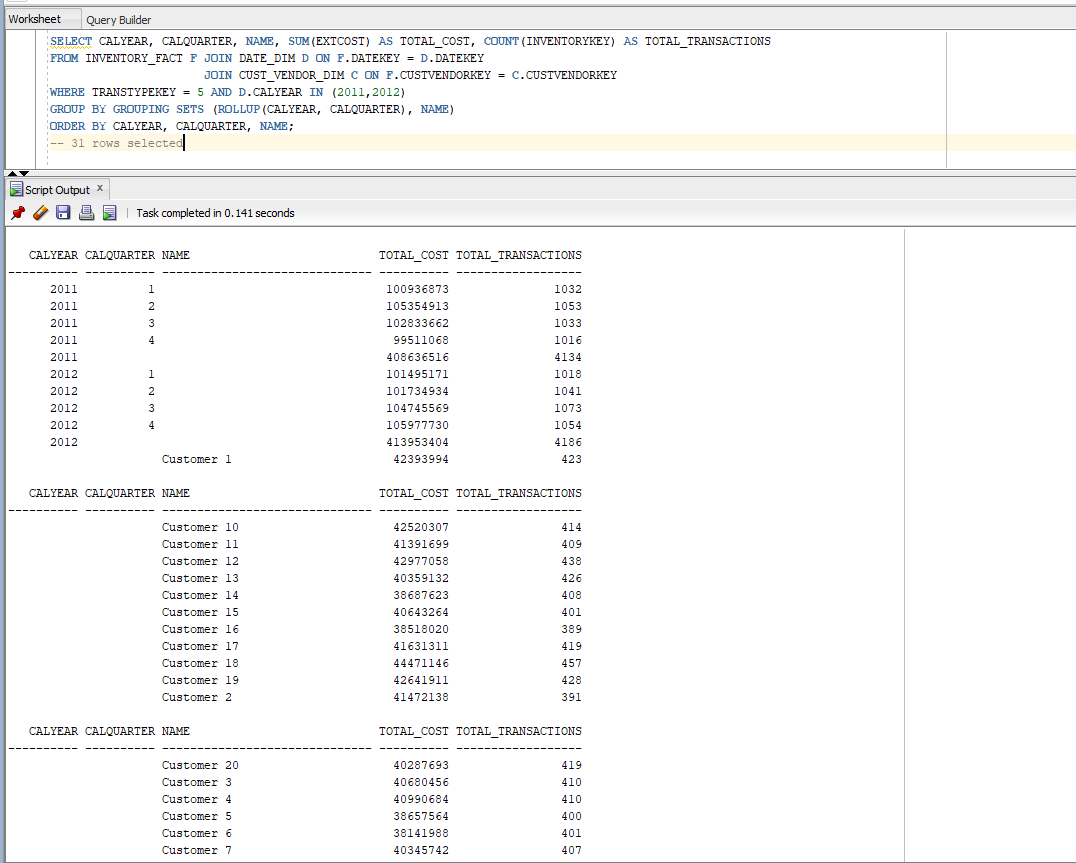 Worksheet Query Builder
SELECT CALYEAR, CALQUARTER, NAME, SUM(EXTCOST) AS TOTAL_COST, COUNT(INVENTORYKEY) AS TOTAL_TRANSACTIONS
FROM INVENTORY_FACT F JOIN DATE_DIM D ON F.DATEKEY = D.DATEKEY
JOIN CUST_VENDOR_DIM C ON F.CUSTVENDORKEY = C.CUSTVENDORKEY
WHERE TRANSTYPEKEY = 5 AND D.CALYEAR IN (2011,2012)
GROUP BY GROUPING SETS (ROLLUP(CALYEAR, CALQUARTER), NAME)
ORDER BY CALYEAR, CALQUARTER, NAME;
-- 31 rows selected
Script Output x
Task completed in 0.141 seconds
CALYEAR CALQUARTER NAME TOTAL_COST TOTAL_TRANSACTIONS
---------- ---------- ------------------------------ ---------- ------------------
2011 1 100936873 1032
2011 2 105354913 1053
2011 3 102833662 1033
2011 4 99511068 1016
2011 408636516 4134
2012 1 101495171 1018
2012 2 101734934 1041
2012 3 104745569 1073
2012 4 105977730 1054
2012 413953404 4186
Customer 1 42393994 423
CALYEAR CALQUARTER NAME TOTAL_COST TOTAL_TRANSACTIONS
---------- ---------- ------------------------------ ---------- ------------------
Customer 10 42520307 414
Customer 11 41391699 409
Customer 12 42977058 438
Customer 13 40359132 426
Customer 14 38687623 408
Customer 15 40643264 401
Customer 16 38518020 389
Customer 17 41631311 419
Customer 18 44471146 457
Customer 19 42641911 428
Customer 2 41472138 391
CALYEAR CALQUARTER NAME TOTAL_COST TOTAL_TRANSACTIONS
---------- ---------- ------------------------------ ---------- ------------------
Customer 20 40287693 419
Customer 3 40680456 410
Customer 4 40990684 410
Customer 5 38657564 400
Customer 6 38141988 401
Customer 7 40345742 407